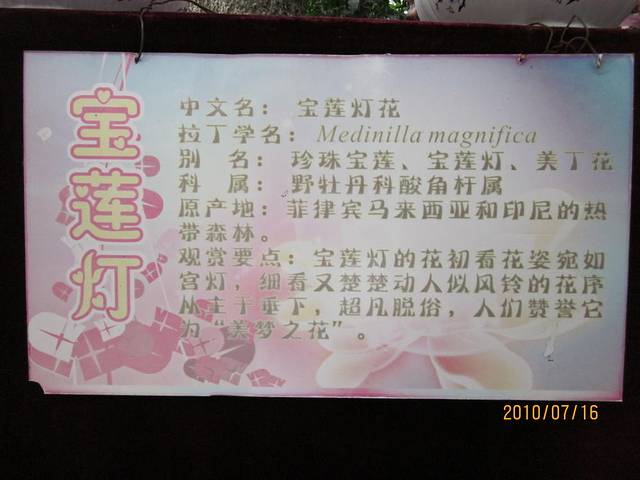 宝莲灯
中文名： 宝莲灯花
拉丁学名： Medinilla magnifica
别 名： 珍珠宝莲、宝莲灯、美丁花
科 属： 野牡丹科酸角杆属
原产地：菲律宾马来西亚和印尼的热
带森林。
观赏要点：宝莲灯的花初看花姿宛如
宫灯，细看又楚楚动人似风铃的花序
从主干垂下，超凡脱俗，人们赞誉它
为“美梦之花”。
2010/07/16